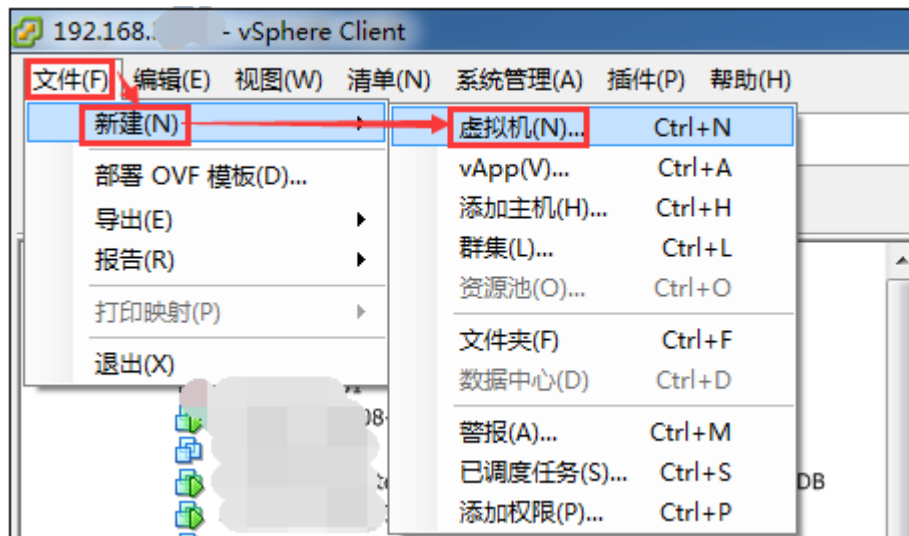 192.168. - vSphere Client
文件(F) 编辑(E) 视图(W) 清单(N) 系统管理(A) 插件(P) 帮助(H)
新建(N)
部署 OVF 模板(D)...
导出(E)
报告(R)
打印映射(P)
退出(X)
虚拟机(N)... Ctrl+N
vApp(V)... Ctrl+A
添加主机(H)... Ctrl+H
群集(L)... Ctrl+L
资源池(O)... Ctrl+O
文件夹(F) Ctrl+F
数据中心(D) Ctrl+D
警报(A)... Ctrl+M
已调度任务(S)... Ctrl+S
添加权限(P)... Ctrl+P
08-
DB